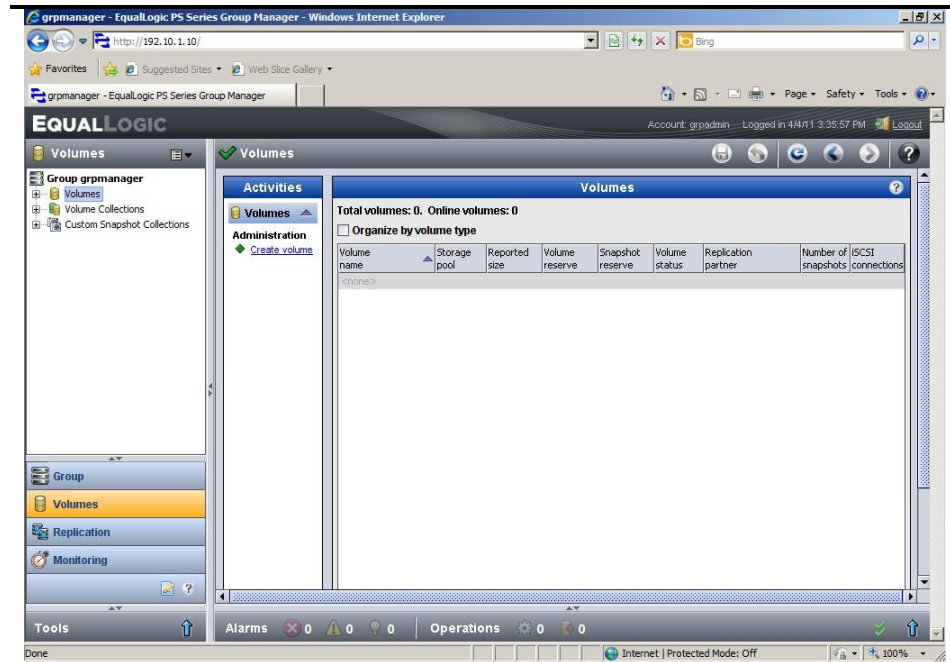 grpmanager - EqualLogic PS Series Group Manager - Windows Internet Explorer
http://192.10.1.10/
Bing
Favorites Suggested Sites Web Slice Gallery
grpmanager - EqualLogic PS Series Group Manager
Page Safety Tools
EQUALLOGIC
Account: grpadmin Logged in 4/4/11 3:35:57 PM Logout
Volumes
Volumes
Group grpmanager
Volumes
Volume Collections
Custom Snapshot Collections
Activities
Volumes
Administration
Create volume
Volumes
Total volumes: 0. Online volumes: 0
Organize by volume type
Volume name Storage pool Reported size Volume reserve Snapshot reserve Volume status Replication partner Number of snapshots iSCSI connections
<none>
Group
Volumes
Replication
Monitoring
Tools
Alarms 0 0 0 Operations 0 0
Done
Internet | Protected Mode: Off
100%